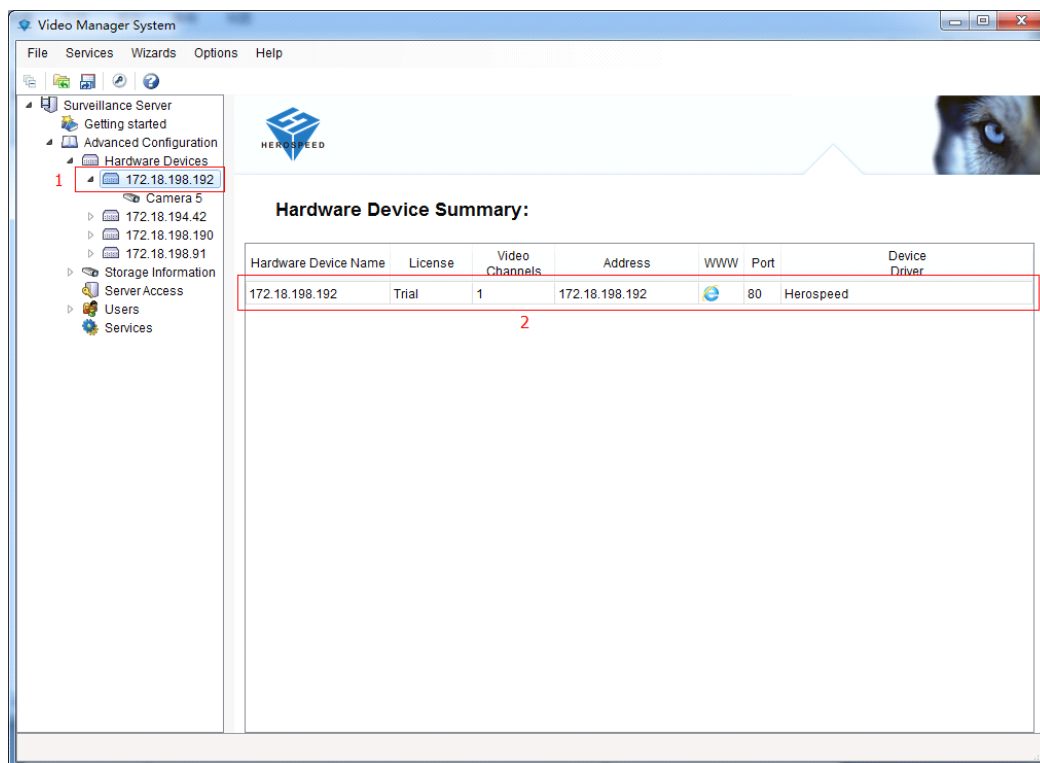 Video Manager System
File Services Wizards Options Help
Surveillance Server
Getting started
Advanced Configuration
Hardware Devices
1
172.18.198.192
Camera 5
172.18.194.42
172.18.198.190
172.18.198.91
Storage Information
Server Access
Users
Services
HEROSPEED
Hardware Device Summary:
Hardware Device Name License Video Channels Address WWW Port Device Driver
172.18.198.192 Trial 1 172.18.198.192 80 Herospeed
2